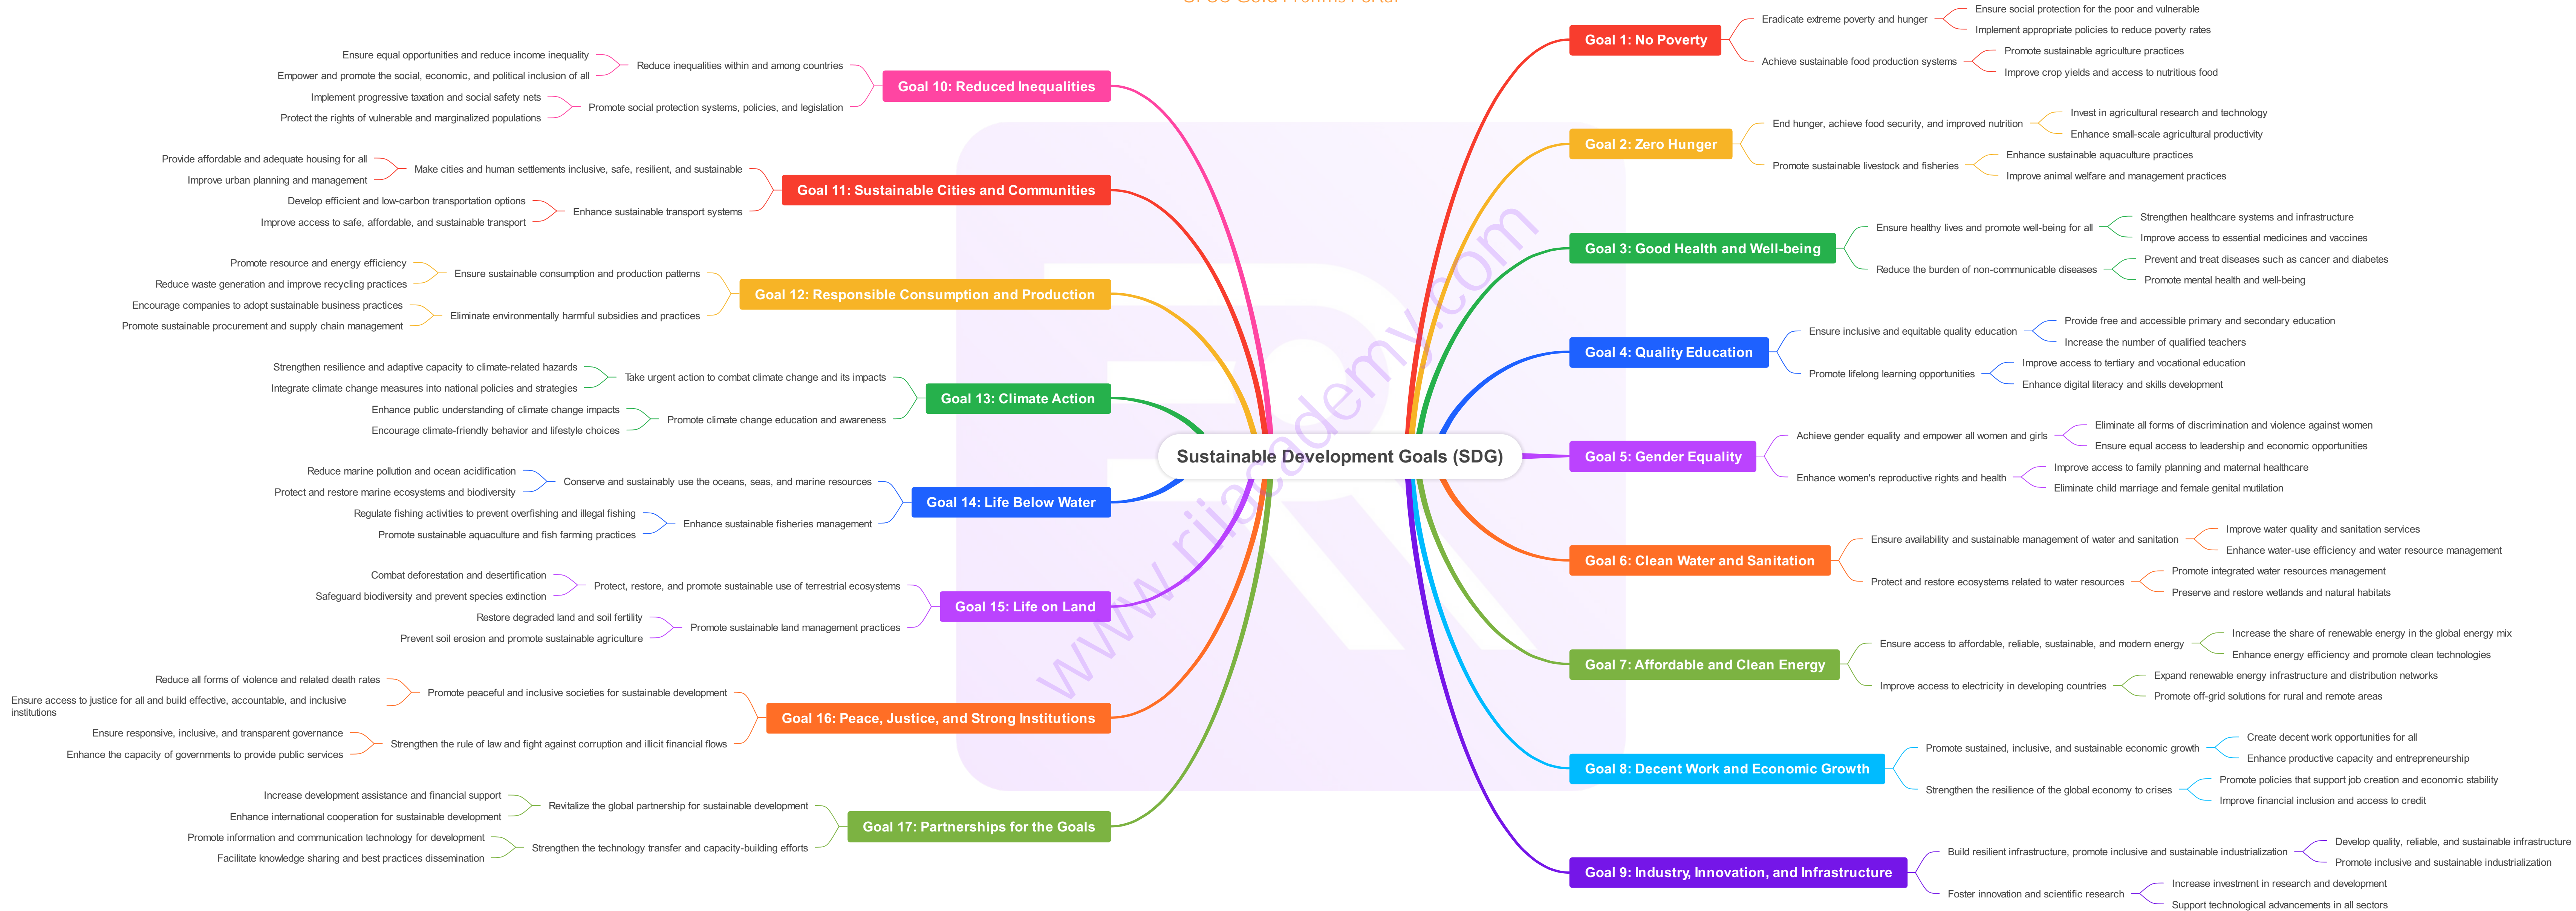 UPSC Guru Prelims Portal
Sustainable Development Goals (SDG)
Goal 1: No Poverty
Eradicate extreme poverty and hunger
Ensure social protection for the poor and vulnerable
Implement appropriate policies to reduce poverty rates
Achieve sustainable food production systems
Promote sustainable agriculture practices
Improve crop yields and access to nutritious food
Goal 2: Zero Hunger
End hunger, achieve food security, and improved nutrition
Invest in agricultural research and technology
Enhance small-scale agricultural productivity
Promote sustainable livestock and fisheries
Enhance sustainable aquaculture practices
Improve animal welfare and management practices
Goal 3: Good Health and Well-being
Ensure healthy lives and promote well-being for all
Strengthen healthcare systems and infrastructure
Improve access to essential medicines and vaccines
Reduce the burden of non-communicable diseases
Prevent and treat diseases such as cancer and diabetes
Promote mental health and well-being
Goal 4: Quality Education
Ensure inclusive and equitable quality education
Provide free and accessible primary and secondary education
Increase the number of qualified teachers
Promote lifelong learning opportunities
Improve access to tertiary and vocational education
Enhance digital literacy and skills development
Goal 5: Gender Equality
Achieve gender equality and empower all women and girls
Eliminate all forms of discrimination and violence against women
Ensure equal access to leadership and economic opportunities
Enhance women's reproductive rights and health
Improve access to family planning and maternal healthcare
Eliminate child marriage and female genital mutilation
Goal 6: Clean Water and Sanitation
Ensure availability and sustainable management of water and sanitation
Improve water quality and sanitation services
Enhance water-use efficiency and water resource management
Protect and restore ecosystems related to water resources
Promote integrated water resources management
Preserve and restore wetlands and natural habitats
Goal 7: Affordable and Clean Energy
Ensure access to affordable, reliable, sustainable, and modern energy
Increase the share of renewable energy in the global energy mix
Enhance energy efficiency and promote clean technologies
Improve access to electricity in developing countries
Expand renewable energy infrastructure and distribution networks
Promote off-grid solutions for rural and remote areas
Goal 8: Decent Work and Economic Growth
Promote sustained, inclusive, and sustainable economic growth
Create decent work opportunities for all
Enhance productive capacity and entrepreneurship
Strengthen the resilience of the global economy to crises
Promote policies that support job creation and economic stability
Improve financial inclusion and access to credit
Goal 9: Industry, Innovation, and Infrastructure
Build resilient infrastructure, promote inclusive and sustainable industrialization
Develop quality, reliable, and sustainable infrastructure
Promote inclusive and sustainable industrialization
Foster innovation and scientific research
Increase investment in research and development
Support technological advancements in all sectors
Goal 10: Reduced Inequalities
Reduce inequalities within and among countries
Ensure equal opportunities and reduce income inequality
Empower and promote the social, economic, and political inclusion of all
Promote social protection systems, policies, and legislation
Implement progressive taxation and social safety nets
Protect the rights of vulnerable and marginalized populations
Goal 11: Sustainable Cities and Communities
Make cities and human settlements inclusive, safe, resilient, and sustainable
Provide affordable and adequate housing for all
Improve urban planning and management
Enhance sustainable transport systems
Develop efficient and low-carbon transportation options
Improve access to safe, affordable, and sustainable transport
Goal 12: Responsible Consumption and Production
Ensure sustainable consumption and production patterns
Promote resource and energy efficiency
Reduce waste generation and improve recycling practices
Eliminate environmentally harmful subsidies and practices
Encourage companies to adopt sustainable business practices
Promote sustainable procurement and supply chain management
Goal 13: Climate Action
Take urgent action to combat climate change and its impacts
Strengthen resilience and adaptive capacity to climate-related hazards
Integrate climate change measures into national policies and strategies
Promote climate change education and awareness
Enhance public understanding of climate change impacts
Encourage climate-friendly behavior and lifestyle choices
Goal 14: Life Below Water
Conserve and sustainably use the oceans, seas, and marine resources
Reduce marine pollution and ocean acidification
Protect and restore marine ecosystems and biodiversity
Enhance sustainable fisheries management
Regulate fishing activities to prevent overfishing and illegal fishing
Promote sustainable aquaculture and fish farming practices
Goal 15: Life on Land
Protect, restore, and promote sustainable use of terrestrial ecosystems
Combat deforestation and desertification
Safeguard biodiversity and prevent species extinction
Promote sustainable land management practices
Restore degraded land and soil fertility
Prevent soil erosion and promote sustainable agriculture
Goal 16: Peace, Justice, and Strong Institutions
Promote peaceful and inclusive societies for sustainable development
Reduce all forms of violence and related death rates
Ensure access to justice for all and build effective, accountable, and inclusive
institutions
Strengthen the rule of law and fight against corruption and illicit financial flows
Ensure responsive, inclusive, and transparent governance
Enhance the capacity of governments to provide public services
Goal 17: Partnerships for the Goals
Revitalize the global partnership for sustainable development
Increase development assistance and financial support
Enhance international cooperation for sustainable development
Strengthen the technology transfer and capacity-building efforts
Promote information and communication technology for development
Facilitate knowledge sharing and best practices dissemination
www.rijacademy.com